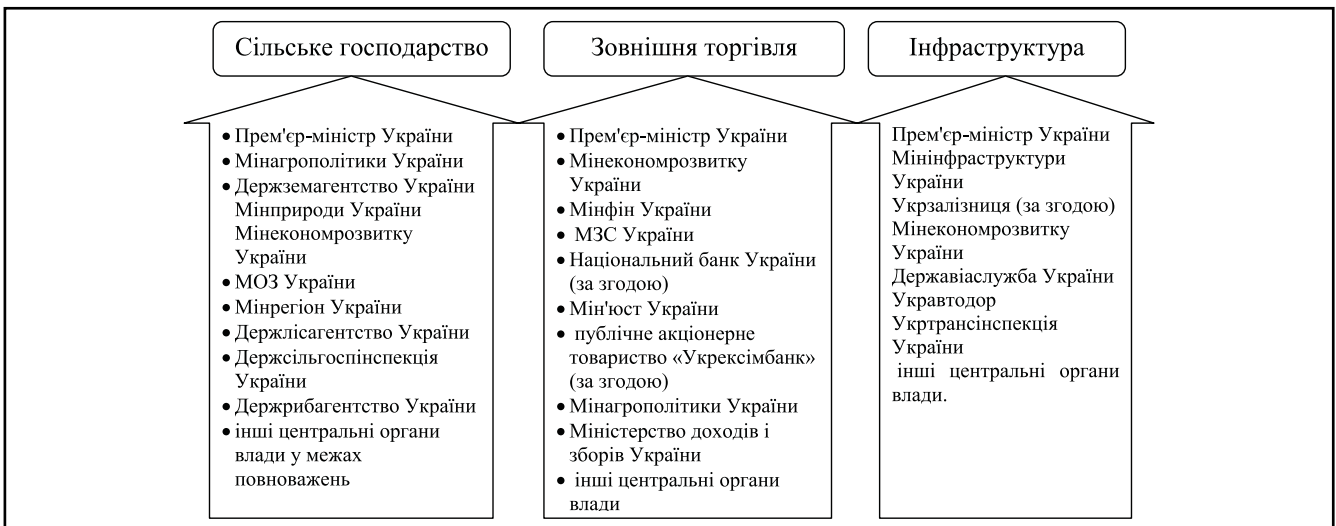 Сільське господарство
Зовнішня торгівля
Інфраструктура
• Прем'єр-міністр України
• Мінагрополітики України
• Держземагентство України
Мінприроди України
Мінекономрозвитку
України
• МОЗ України
• Мінрегіон України
• Держлісагентство України
• Держсільгоспінспекція
України
• Держрибагентство України
• інші центральні органи
влади у межах
повноважень
• Прем'єр-міністр України
• Мінекономрозвитку
України
• Мінфін України
• МЗС України
• Національний банк України
(за згодою)
• Мін'юст України
• публічне акціонерне
товариство «Укрексімбанк»
(за згодою)
• Мінагрополітики України
• Міністерство доходів і
зборів України
• інші центральні органи
влади
Прем'єр-міністр України
Мінінфраструктури
України
Укрзалізниця (за згодою)
Мінекономрозвитку
України
Державіаслужба України
Укравтодор
Укртрансінспекція
України
інші центральні органи
влади.